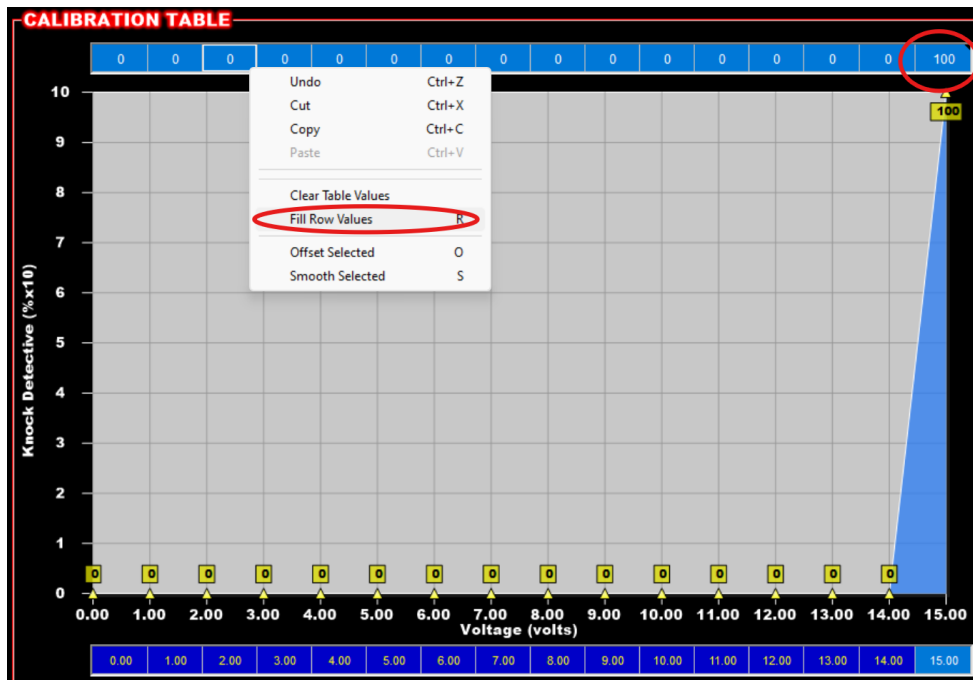 CALIBRATION TABLE
0 0 0 0 0 0 0 0 0 0 0 0 0 0 0 100
Undo Ctrl+Z
Cut Ctrl+X
Copy Ctrl+C
Paste Ctrl+V
Clear Table Values
Fill Row Values R
Offset Selected O
Smooth Selected S
Knock Detective (%x10)
10
9
8
7
6
5
4
3
2
1
0
100
0 0 0 0 0 0 0 0 0 0 0 0 0 0 0
0.00 1.00 2.00 3.00 4.00 5.00 6.00 7.00 8.00 9.00 10.00 11.00 12.00 13.00 14.00 15.00
Voltage (volts)
0.00 1.00 2.00 3.00 4.00 5.00 6.00 7.00 8.00 9.00 10.00 11.00 12.00 13.00 14.00 15.00